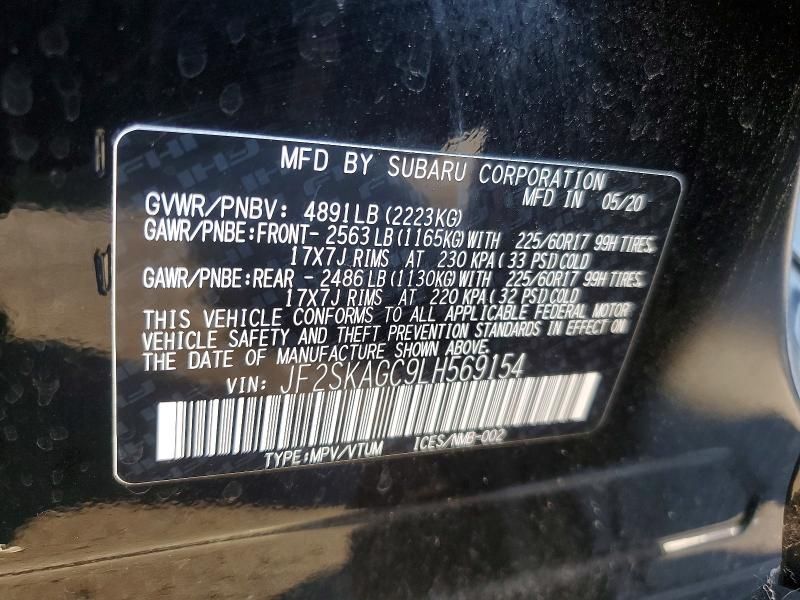 MFD BY SUBARU CORPORATION
MFD IN 05/20
GVWR/PNBV: 4891LB (2223KG)
GAWR/PNBE:FRONT- 2563LB (1165KG) WITH 225/60R17 99H TIRES,
17X7J RIMS AT 230 KPA (33 PSI) COLD
GAWR/PNBE:REAR - 2486LB (1130KG) WITH 225/60R17 99H TIRES,
17X7J RIMS AT 220 KPA (32 PSI) COLD
THIS VEHICLE CONFORMS TO ALL APPLICABLE FEDERAL MOTOR
VEHICLE SAFETY AND THEFT PREVENTION STANDARDS IN EFFECT ON
THE DATE OF MANUFACTURE SHOWN ABOVE.
VIN: JF2SKAGC9LH569154
TYPE:MPV/VTUM ICES/NMB-002